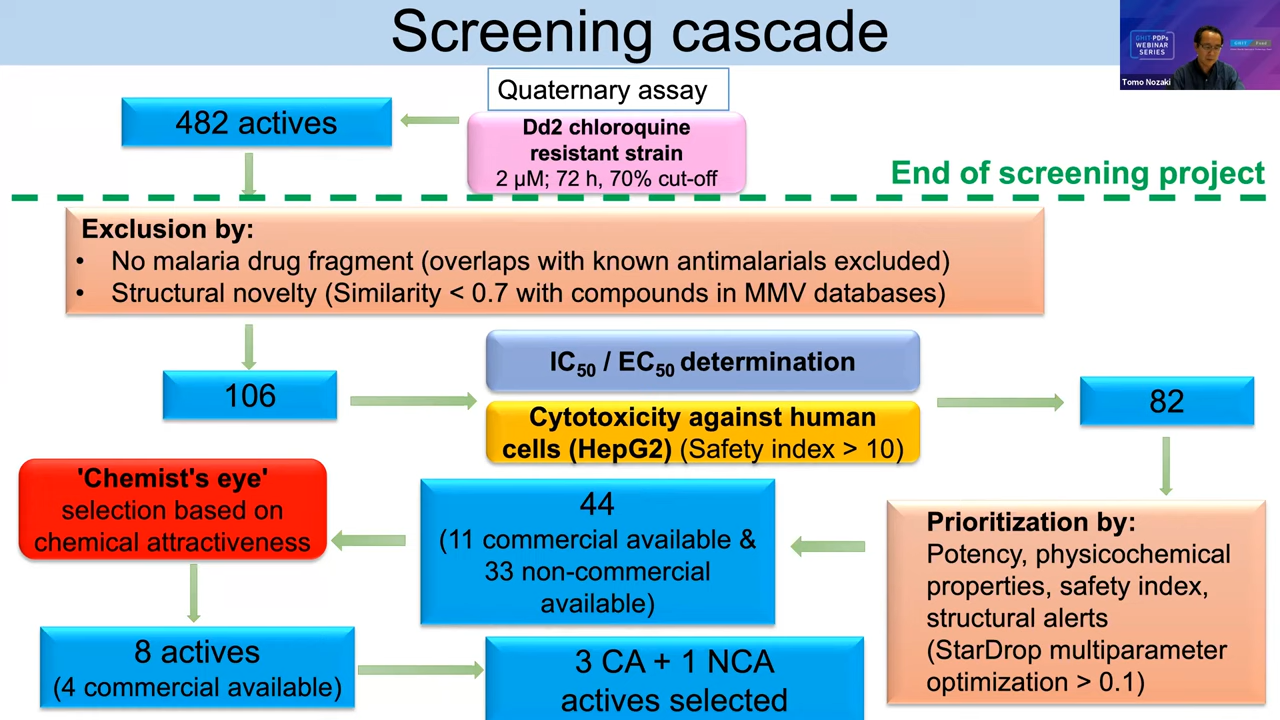 Screening cascade
GHIT PDPs
WEBINAR
SERIES
Tomo Nozaki
Quaternary assay
482 actives
Dd2 chloroquine
resistant strain
2 µM; 72 h, 70% cut-off
End of screening project
Exclusion by:
• No malaria drug fragment (overlaps with known antimalarials excluded)
• Structural novelty (Similarity < 0.7 with compounds in MMV databases)
106
IC50 / EC50 determination
Cytotoxicity against human
cells (HepG2) (Safety index > 10)
82
'Chemist's eye'
selection based on
chemical attractiveness
44
(11 commercial available &
33 non-commercial
available)
Prioritization by:
Potency, physicochemical
properties, safety index,
structural alerts
(StarDrop multiparameter
optimization > 0.1)
8 actives
(4 commercial available)
3 CA + 1 NCA
actives selected